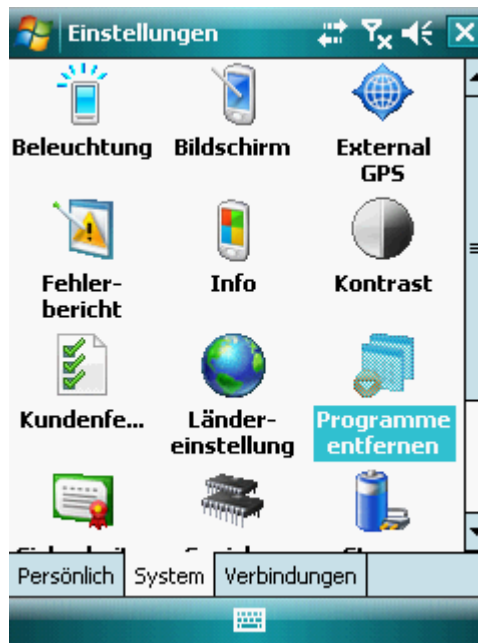 Einstellungen
Beleuchtung
Bildschirm
External
GPS
Fehler-
bericht
Info
Kontrast
Kundenfe...
Länder-
einstellung
Programme
entfernen
Persönlich
System
Verbindungen